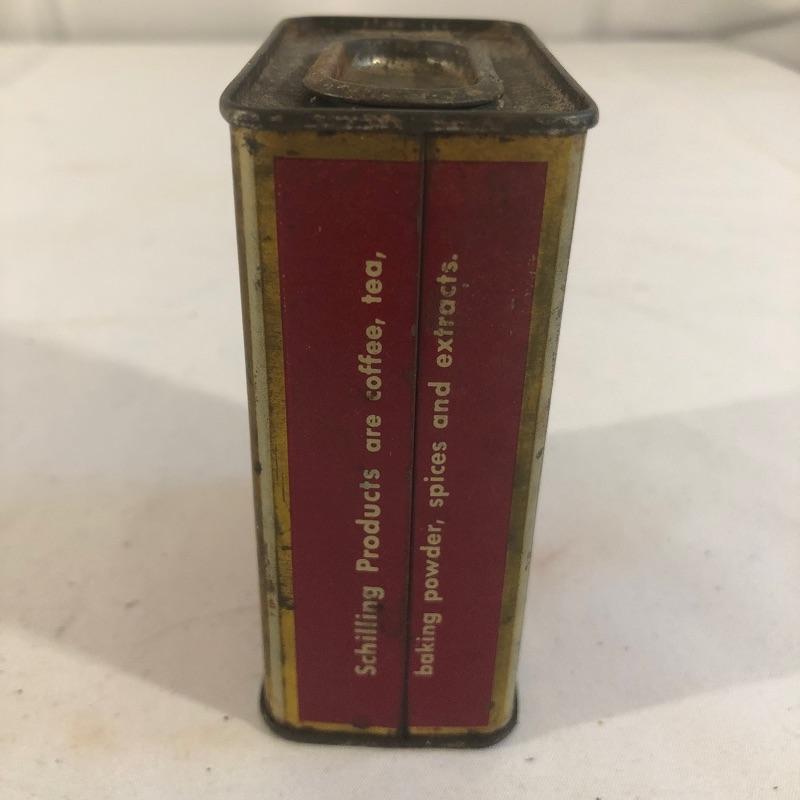 Schilling Products are coffee, tea,
baking powder, spices and extracts.